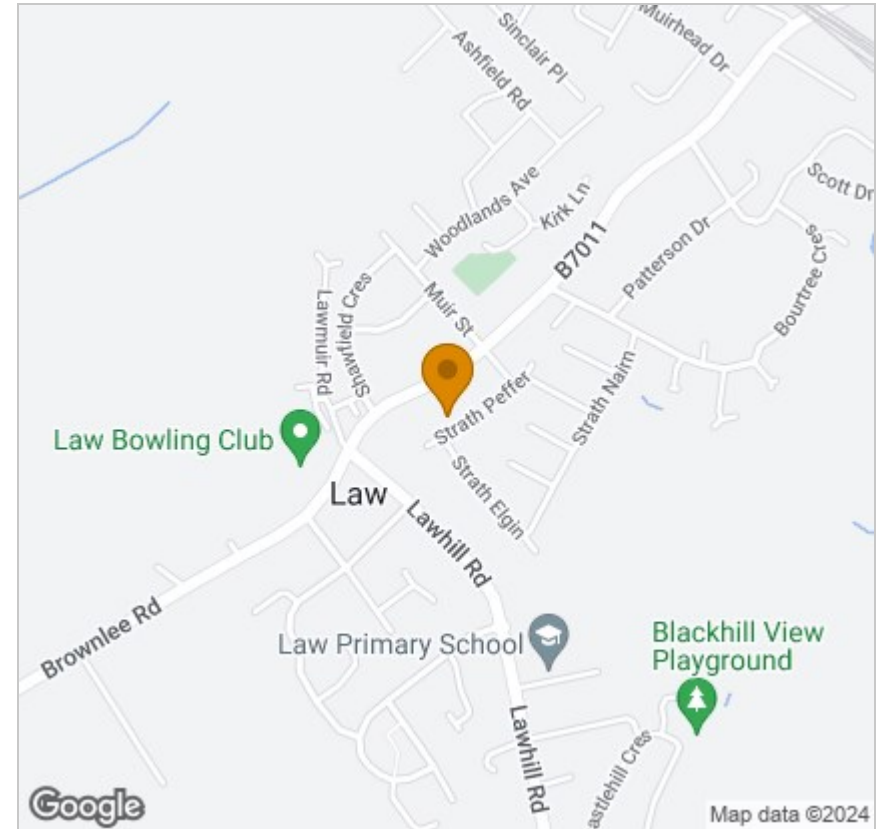 Muirhead Dr
Sinclair Pl
Ashfield Rd
Scott Dr
Woodlands Ave
Kirk Ln
B7011
Patterson Dr
Bourtree Cres
Lawmuir Rd
Shawfield Cres
Muir St
Strath Nairn
Strath Peffer
Law Bowling Club
Strath Elgin
Law
Lawhill Rd
Brownlee Rd
Law Primary School
Blackhill View
Playground
Lawhill Rd
astlehill Cres
Google
Map data ©2024